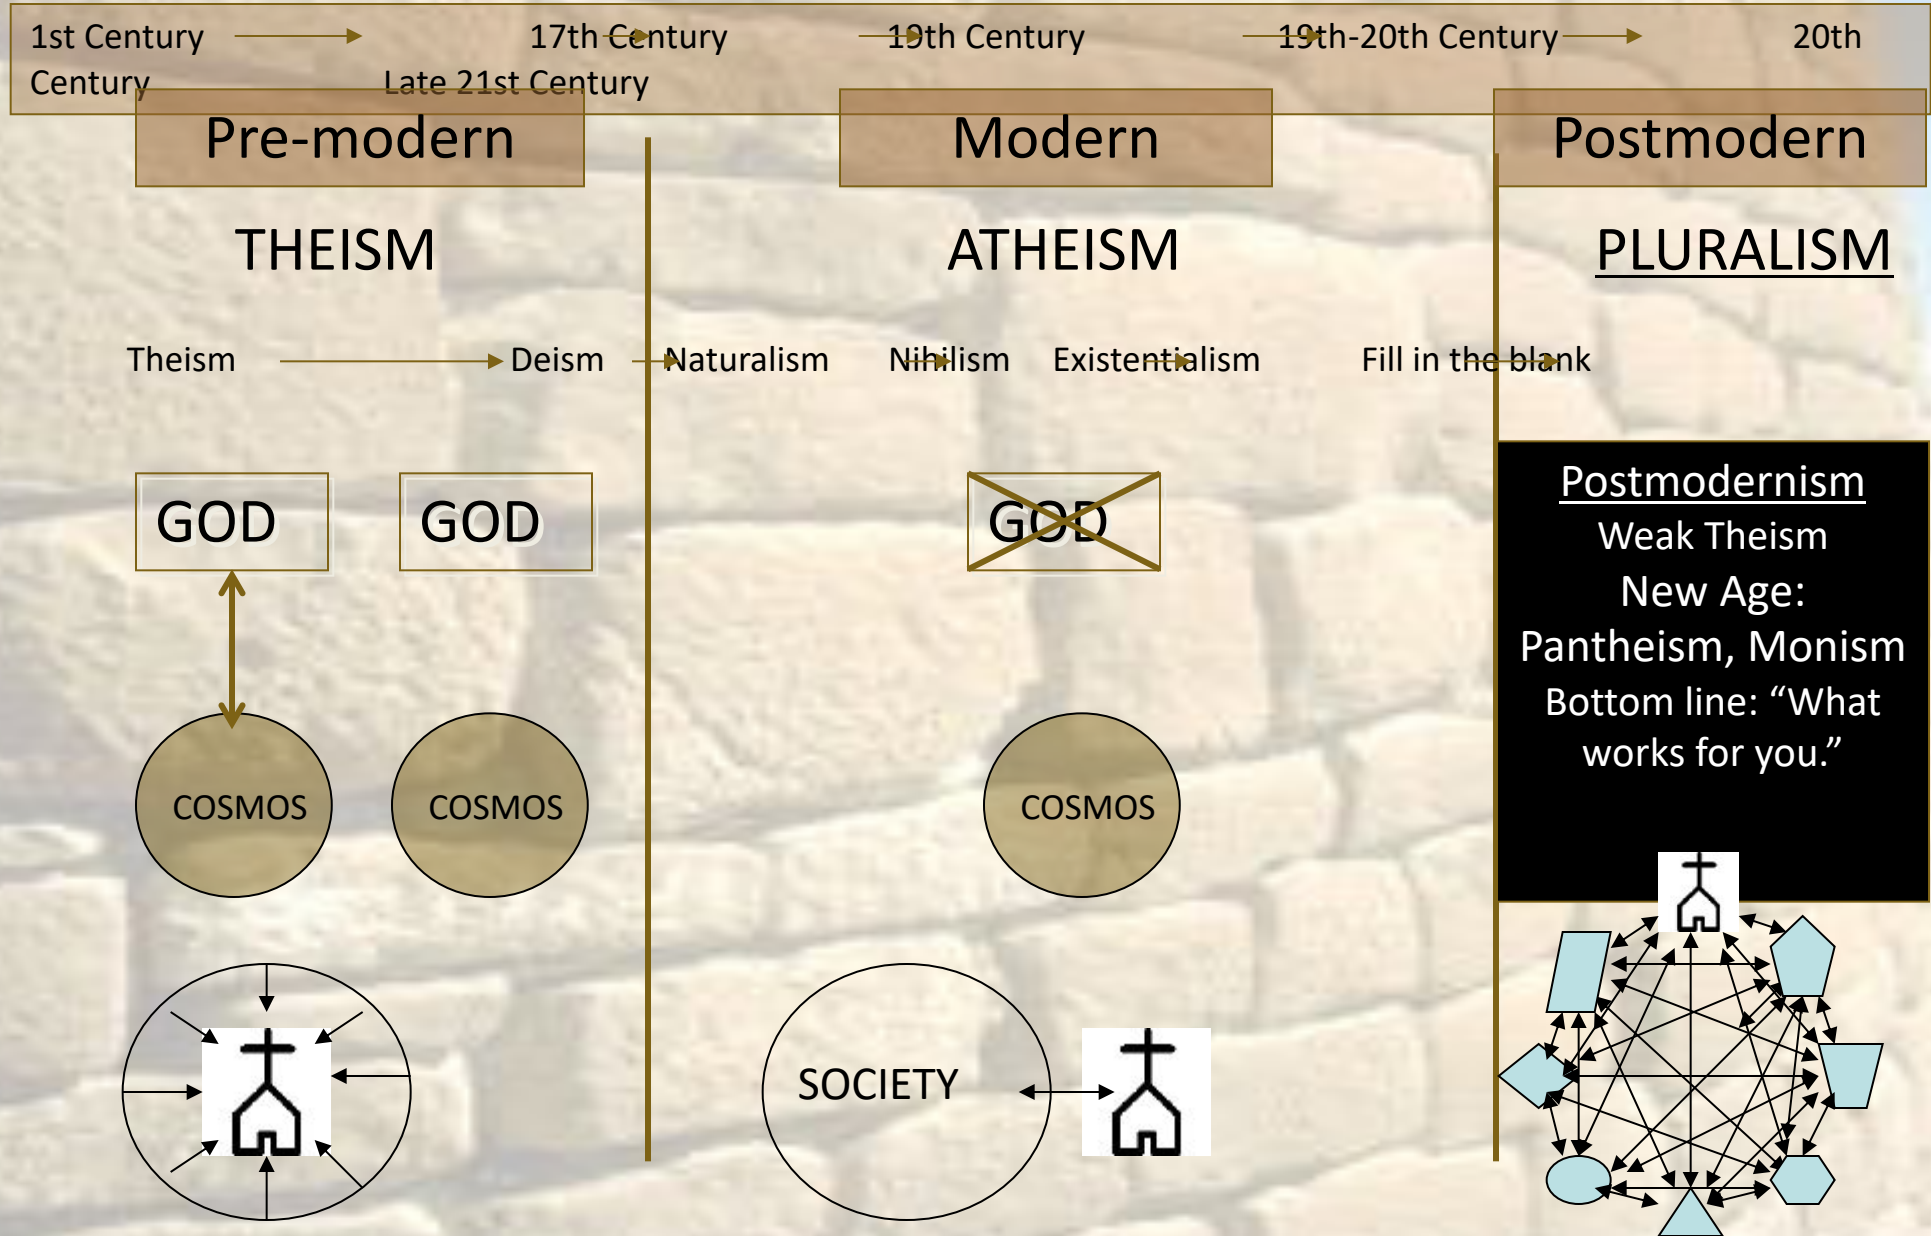 1st Century 17th Century 19th Century 19th-20th Century 20th
Century Late 21st Century
Pre-modern Modern Postmodern
THEISM ATHEISM PLURALISM
Theism Deism Naturalism Nihilism Existentialism Fill in the blank
GOD GOD GOD
Postmodernism
Weak Theism
New Age:
Pantheism, Monism
Bottom line: “What
works for you.”
COSMOS COSMOS COSMOS
SOCIETY